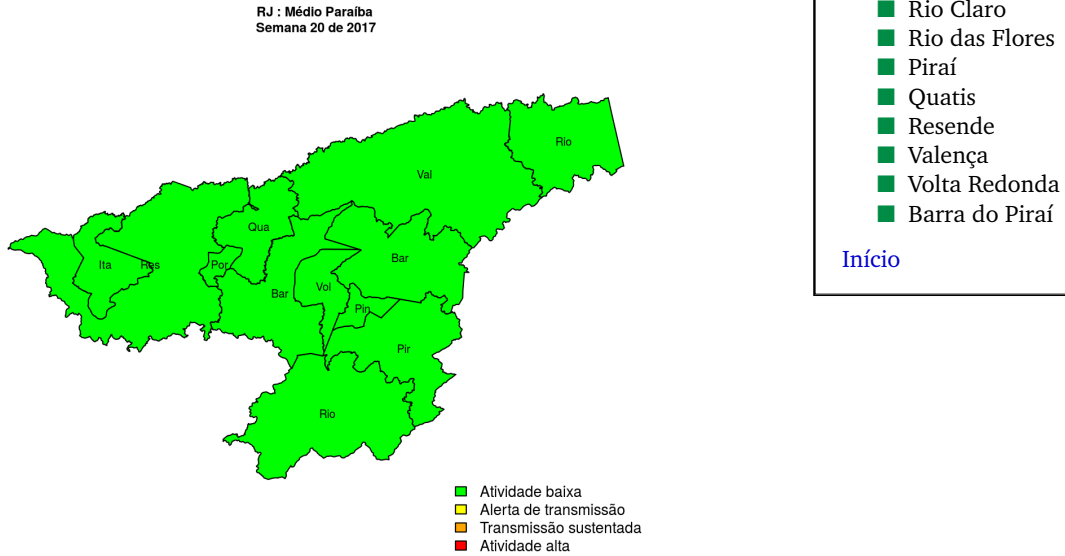 RJ : Médio Paraíba
Semana 20 de 2017
Rio
Val
Qua
Ita
Res
Por
Bar
Bar
Vol
Pin
Pir
Rio
Atividade baixa
Alerta de transmissão
Transmissão sustentada
Atividade alta
Rio Claro
Rio das Flores
Piraí
Quatis
Resende
Valença
Volta Redonda
Barra do Piraí
Início